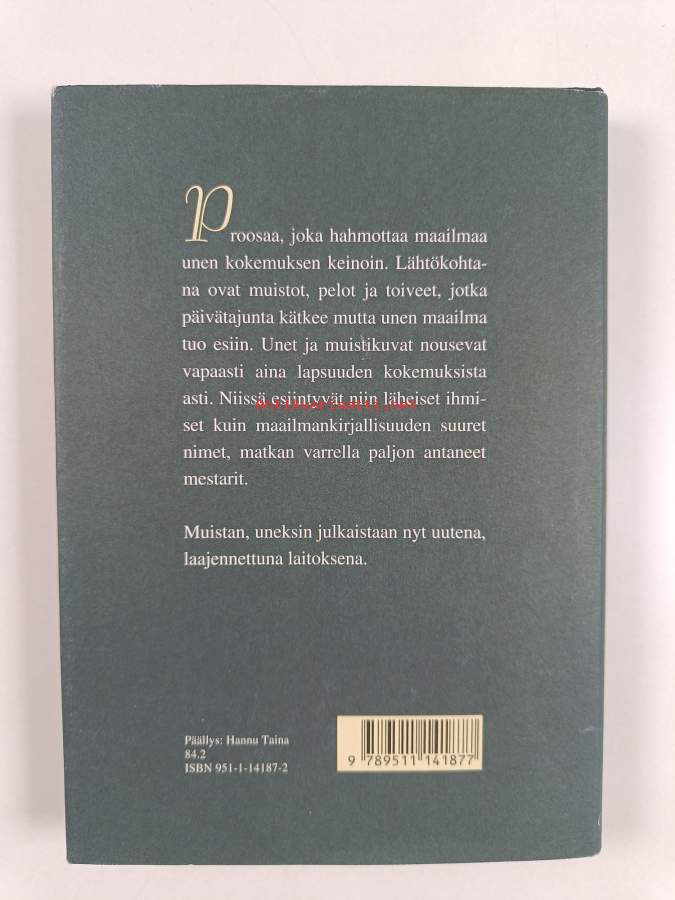 Proosaa, joka hahmottaa maailmaa
unen kokemuksen keinoin. Lähtökohta-
na ovat muistot, pelot ja toiveet, jotka
päivätajunta kätkee mutta unen maailma
tuo esiin. Unet ja muistikuvat nousevat
vapaasti aina lapsuuden kokemuksista
asti. Niissä esiintyvät niin läheiset ihmi-
set kuin maailmankirjallisuuden suuret
nimet, matkan varrella paljon antaneet
mestarit.
Muistan, uneksin julkaistaan nyt uutena,
laajennettuna laitoksena.
Päällys: Hannu Taina
84.2
ISBN 951-1-14187-2
9 789511 141877